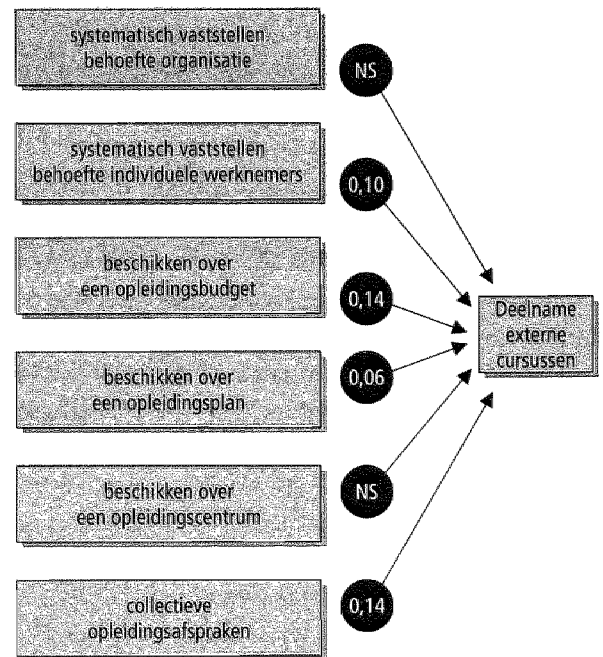 systematisch vaststellen
behoefte organisatie
NS
systematisch vaststellen
behoefte individuele werknemers
0,10
beschikken over
een opleidingsbudget
0,14
Deelname
externe
cursussen
beschikken over
een opleidingsplan
0,06
beschikken over
een opleidingscentrum
NS
collectieve
opleidingsafspraken
0,14